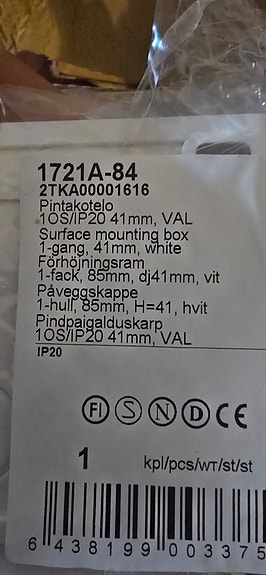 1721A-84
2TKA00001616
Pintakotelo
1OS/IP20 41mm, VAL
Surface mounting box
1-gang, 41mm, white
Förhöjningsram
1-fack, 85mm, dj41mm, vit
Påveggskappe
1-hull, 85mm, H=41, hvit
Pindpaigalduskarp
1OS/IP20 41mm, VAL
IP20
FI S N D CE
1 kpl/pcs/шт/st/st
6 438199 003375